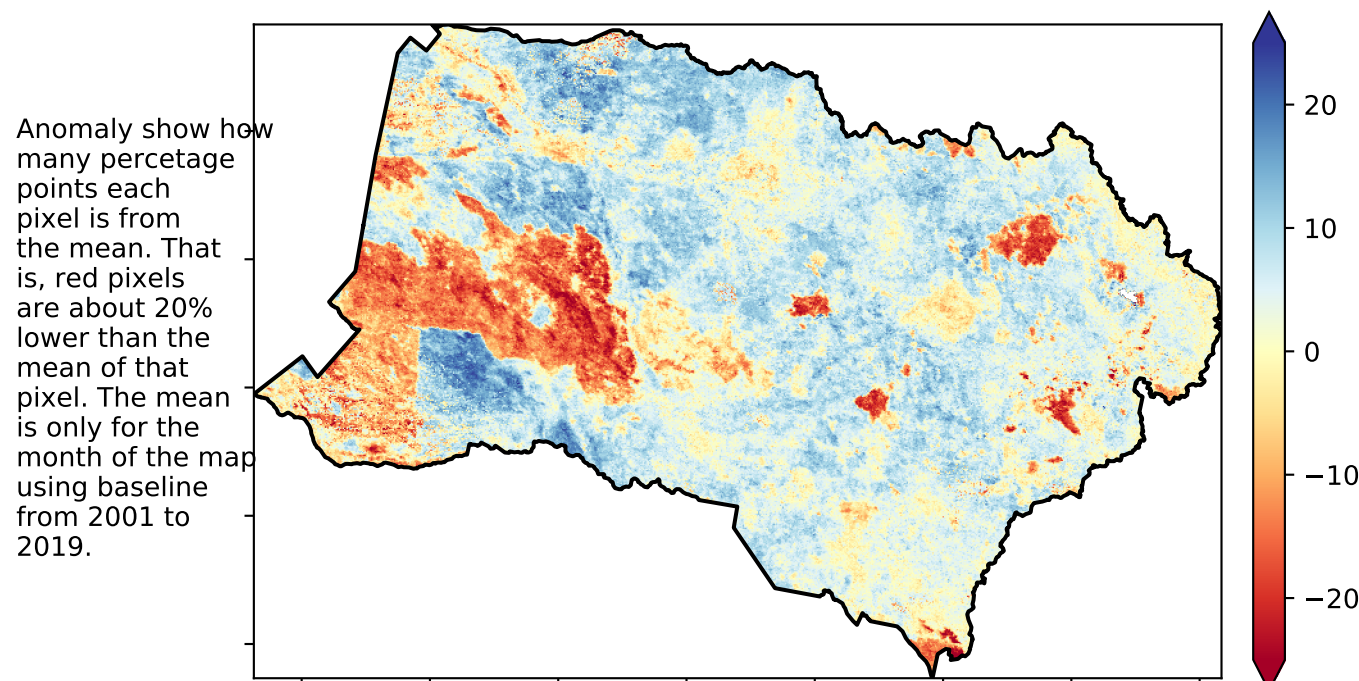 Anomaly show how
many percetage
points each
pixel is from
the mean. That
is, red pixels
are about 20%
lower than the
mean of that
pixel. The mean
is only for the
month of the map
using baseline
from 2001 to
2019.
20
10
0
−10
−20